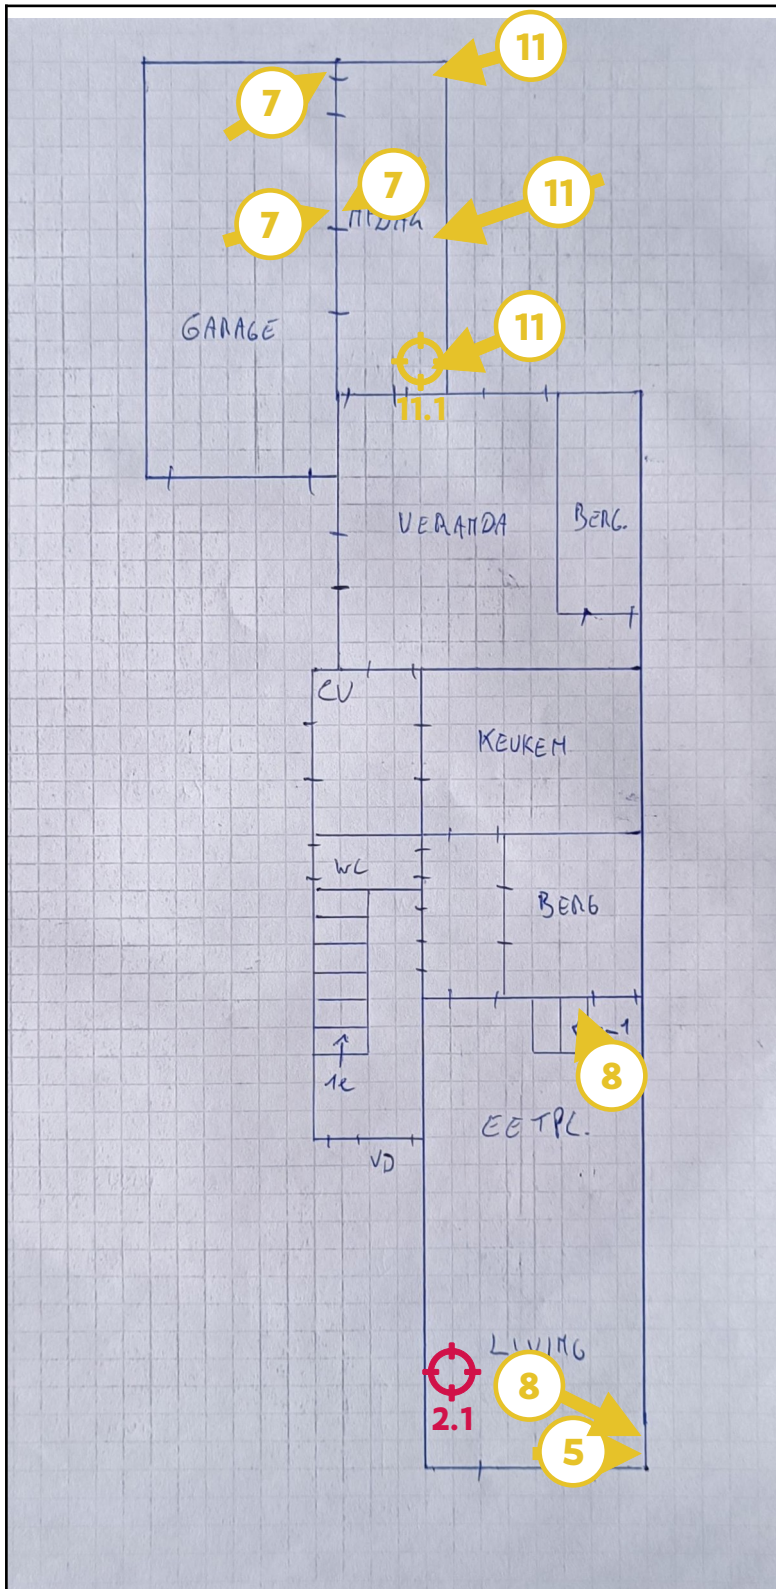 11
7
7
11
7
GARAGE
11
11.1
VERANDA
BERG.
CV
KEUKEN
WC
BERG
-1
8
1e
EETPL.
VD
LIVING
8
2.1
5